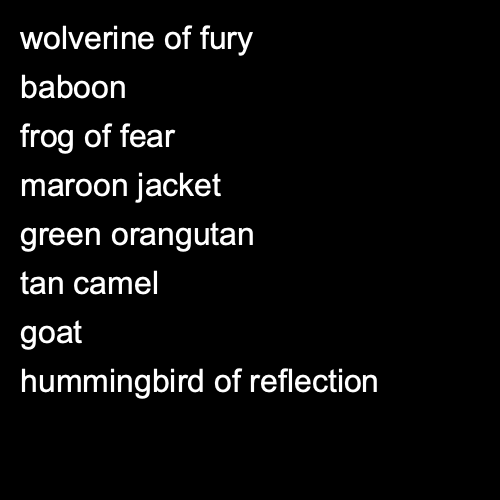 wolverine of fury
baboon
frog of fear
maroon jacket
green orangutan
tan camel
goat
hummingbird of reflection